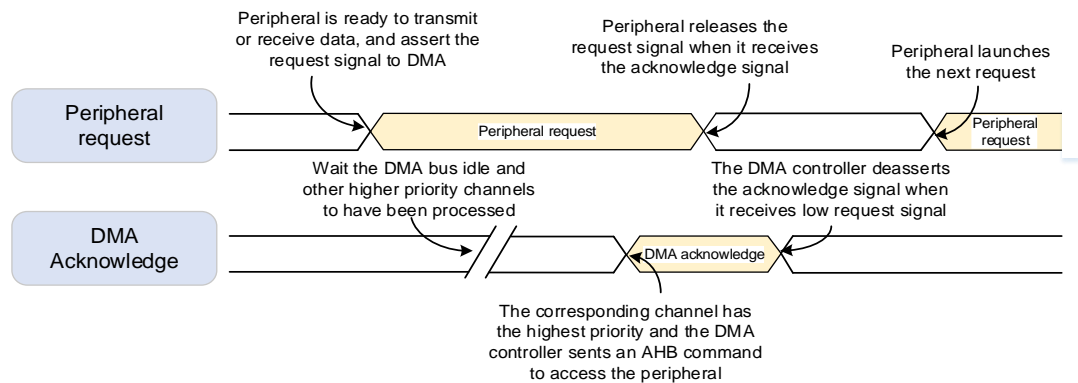 Peripheral is ready to transmit
or receive data, and assert the
request signal to DMA
Peripheral releases the
request signal when it receives
the acknowledge signal
Peripheral launches
the next request
Peripheral
request
Peripheral request
Peripheral
request
Wait the DMA bus idle and
other higher priority channels
to have been processed
The DMA controller deasserts
the acknowledge signal when
it receives low request signal
DMA
Acknowledge
DMA acknowledge
The corresponding channel has
the highest priority and the DMA
controller sents an AHB command
to access the peripheral